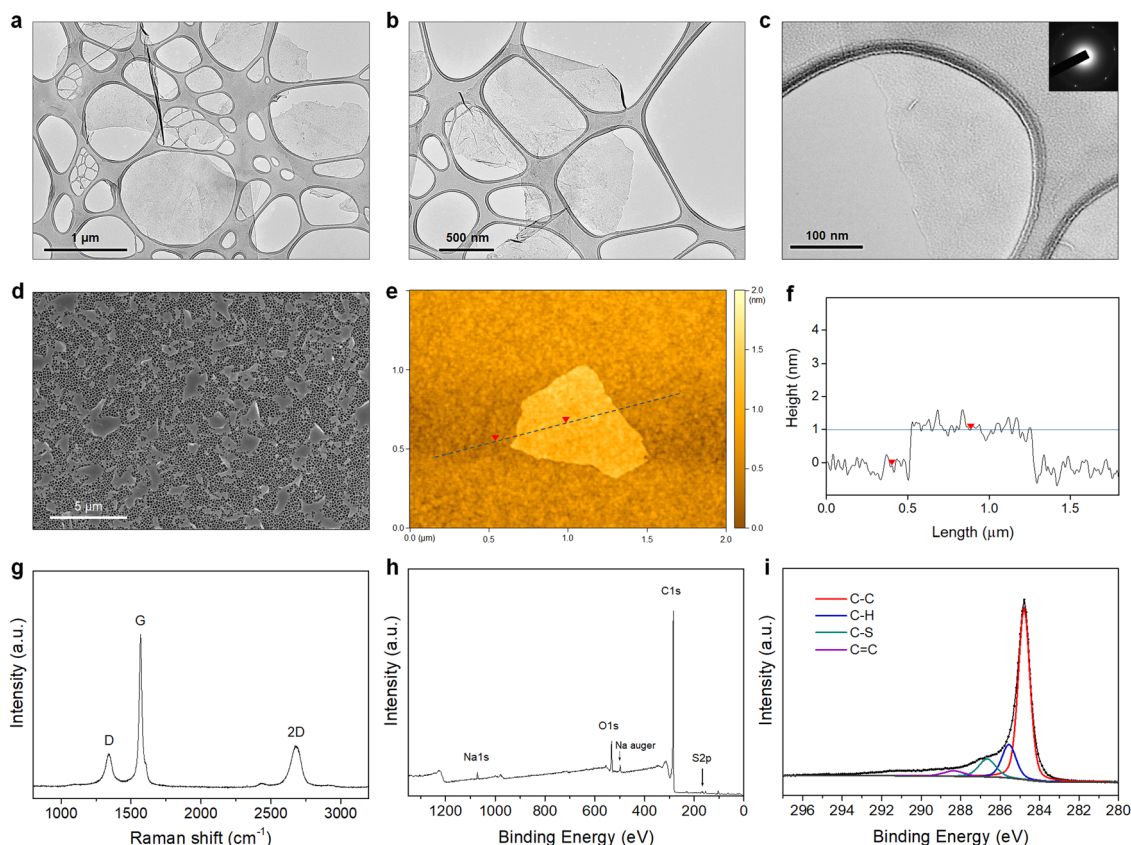 a
1 μm
b
500 nm
c
100 nm
d
5 μm
e
2.0
(nm)
1.5
1.0
0.5
0.0
1.0
0.5
0.0
0.0 (μm)
0.5
1.0
1.5
2.0
f
Height (nm)
4
3
2
1
0
0.0
0.5
1.0
1.5
Length (μm)
g
Intensity (a.u.)
D
G
2D
1000
1500
2000
2500
3000
Raman shift (cm⁻¹)
h
Intensity (a.u.)
C1s
O1s
Na auger
Na1s
S2p
1200
1000
800
600
400
200
0
Binding Energy (eV)
i
Intensity (a.u.)
C-C
C-H
C-S
C=C
296
292
288
284
280
Binding Energy (eV)